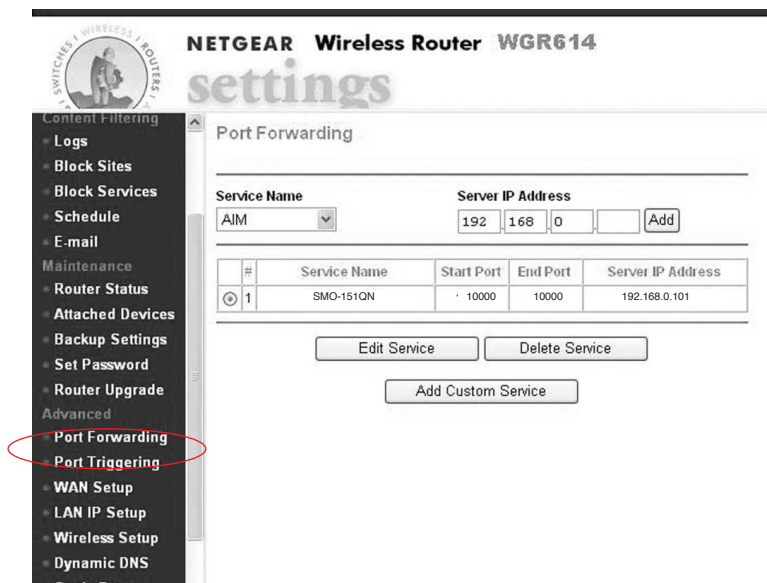 SWITCHES WIRELESS ROUTERS
NETGEAR Wireless Router WGR614
settings
Content Filtering
Logs
Block Sites
Block Services
Schedule
E-mail
Maintenance
Router Status
Attached Devices
Backup Settings
Set Password
Router Upgrade
Advanced
Port Forwarding
Port Triggering
WAN Setup
LAN IP Setup
Wireless Setup
Dynamic DNS
Port Forwarding
Service Name Server IP Address
AIM 192 . 168 . 0 . Add
# Service Name Start Port End Port Server IP Address
1 SMO-151QN 10000 10000 192.168.0.101
Edit Service Delete Service
Add Custom Service